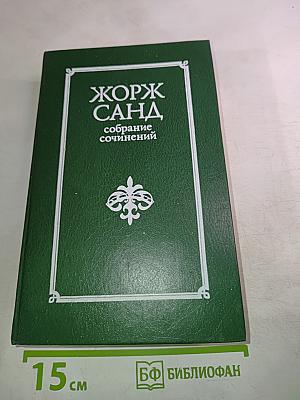 ЖОРЖ
САНД
собрание
сочинений
15 см
БФ БИБЛИОФАН